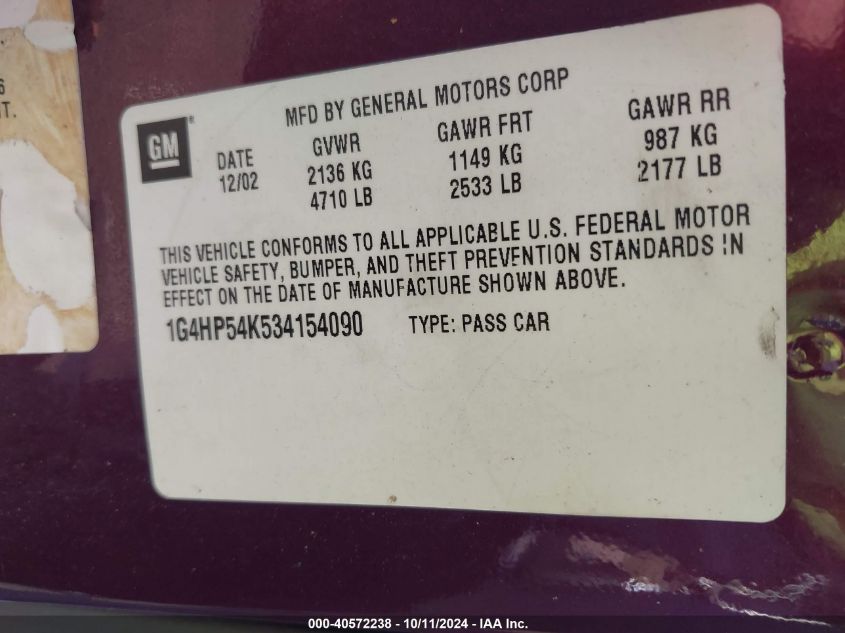 6
T.
GM
MFD BY GENERAL MOTORS CORP
DATE GVWR GAWR FRT GAWR RR
12/02 2136 KG 1149 KG 987 KG
4710 LB 2533 LB 2177 LB
THIS VEHICLE CONFORMS TO ALL APPLICABLE U.S. FEDERAL MOTOR
VEHICLE SAFETY, BUMPER, AND THEFT PREVENTION STANDARDS IN
EFFECT ON THE DATE OF MANUFACTURE SHOWN ABOVE.
1G4HP54K534154090 TYPE: PASS CAR
000-40572238 - 10/11/2024 - IAA Inc.